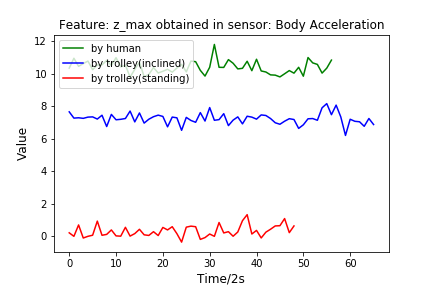 Feature: z_max obtained in sensor: Body Acceleration
12
10
8
6
4
2
0
Value
by human
by trolley(inclined)
by trolley(standing)
0 10 20 30 40 50 60
Time/2s